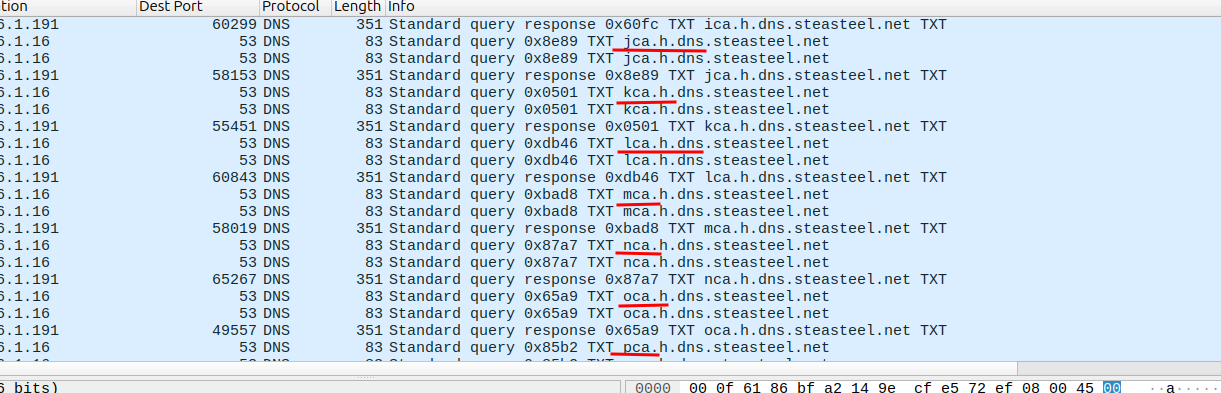 tion Dest Port Protocol Length Info
6.1.191 60299 DNS 351 Standard query response 0x60fc TXT ica.h.dns.steasteel.net TXT
6.1.16 53 DNS 83 Standard query 0x8e89 TXT jca.h.dns.steasteel.net
6.1.16 53 DNS 83 Standard query 0x8e89 TXT jca.h.dns.steasteel.net
6.1.191 58153 DNS 351 Standard query response 0x8e89 TXT jca.h.dns.steasteel.net TXT
6.1.16 53 DNS 83 Standard query 0x0501 TXT kca.h.dns.steasteel.net
6.1.16 53 DNS 83 Standard query 0x0501 TXT kca.h.dns.steasteel.net
6.1.191 55451 DNS 351 Standard query response 0x0501 TXT kca.h.dns.steasteel.net TXT
6.1.16 53 DNS 83 Standard query 0xdb46 TXT lca.h.dns.steasteel.net
6.1.16 53 DNS 83 Standard query 0xdb46 TXT lca.h.dns.steasteel.net
6.1.191 60843 DNS 351 Standard query response 0xdb46 TXT lca.h.dns.steasteel.net TXT
6.1.16 53 DNS 83 Standard query 0xbad8 TXT mca.h.dns.steasteel.net
6.1.16 53 DNS 83 Standard query 0xbad8 TXT mca.h.dns.steasteel.net
6.1.191 58019 DNS 351 Standard query response 0xbad8 TXT mca.h.dns.steasteel.net TXT
6.1.16 53 DNS 83 Standard query 0x87a7 TXT nca.h.dns.steasteel.net
6.1.16 53 DNS 83 Standard query 0x87a7 TXT nca.h.dns.steasteel.net
6.1.191 65267 DNS 351 Standard query response 0x87a7 TXT nca.h.dns.steasteel.net TXT
6.1.16 53 DNS 83 Standard query 0x65a9 TXT oca.h.dns.steasteel.net
6.1.16 53 DNS 83 Standard query 0x65a9 TXT oca.h.dns.steasteel.net
6.1.191 49557 DNS 351 Standard query response 0x65a9 TXT oca.h.dns.steasteel.net TXT
6.1.16 53 DNS 83 Standard query 0x85b2 TXT pca.h.dns.steasteel.net
6 bits) 0000 00 0f 61 86 bf a2 14 9e cf e5 72 ef 08 00 45 00 ··a·····